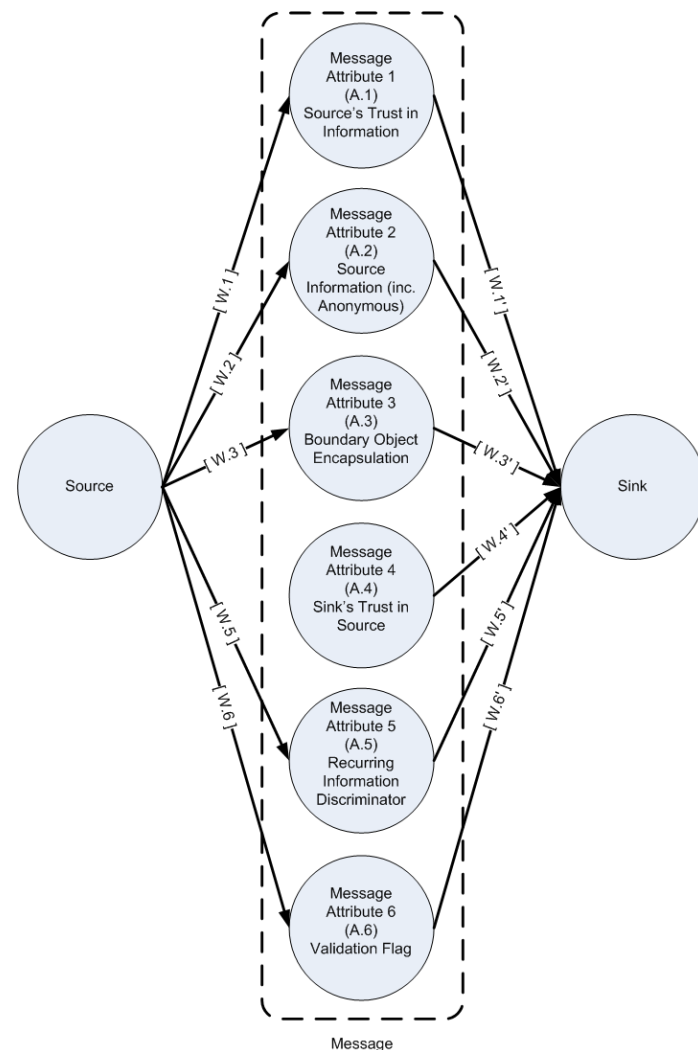 Message
Attribute 1
(A.1)
Source's Trust in
Information
Message
Attribute 2
(A.2)
Source
Information (inc.
Anonymous)
Message
Attribute 3
(A.3)
Boundary Object
Encapsulation
Message
Attribute 4
(A.4)
Sink's Trust in
Source
Message
Attribute 5
(A.5)
Recurring
Information
Discriminator
Message
Attribute 6
(A.6)
Validation Flag
Source
Sink
[ W.1 ]
[ W.2 ]
[ W.3 ]
[ W.5 ]
[ W.6 ]
[ W.1' ]
[ W.2' ]
[ W.3' ]
[ W.4' ]
[ W.5' ]
[ W.6' ]
Message